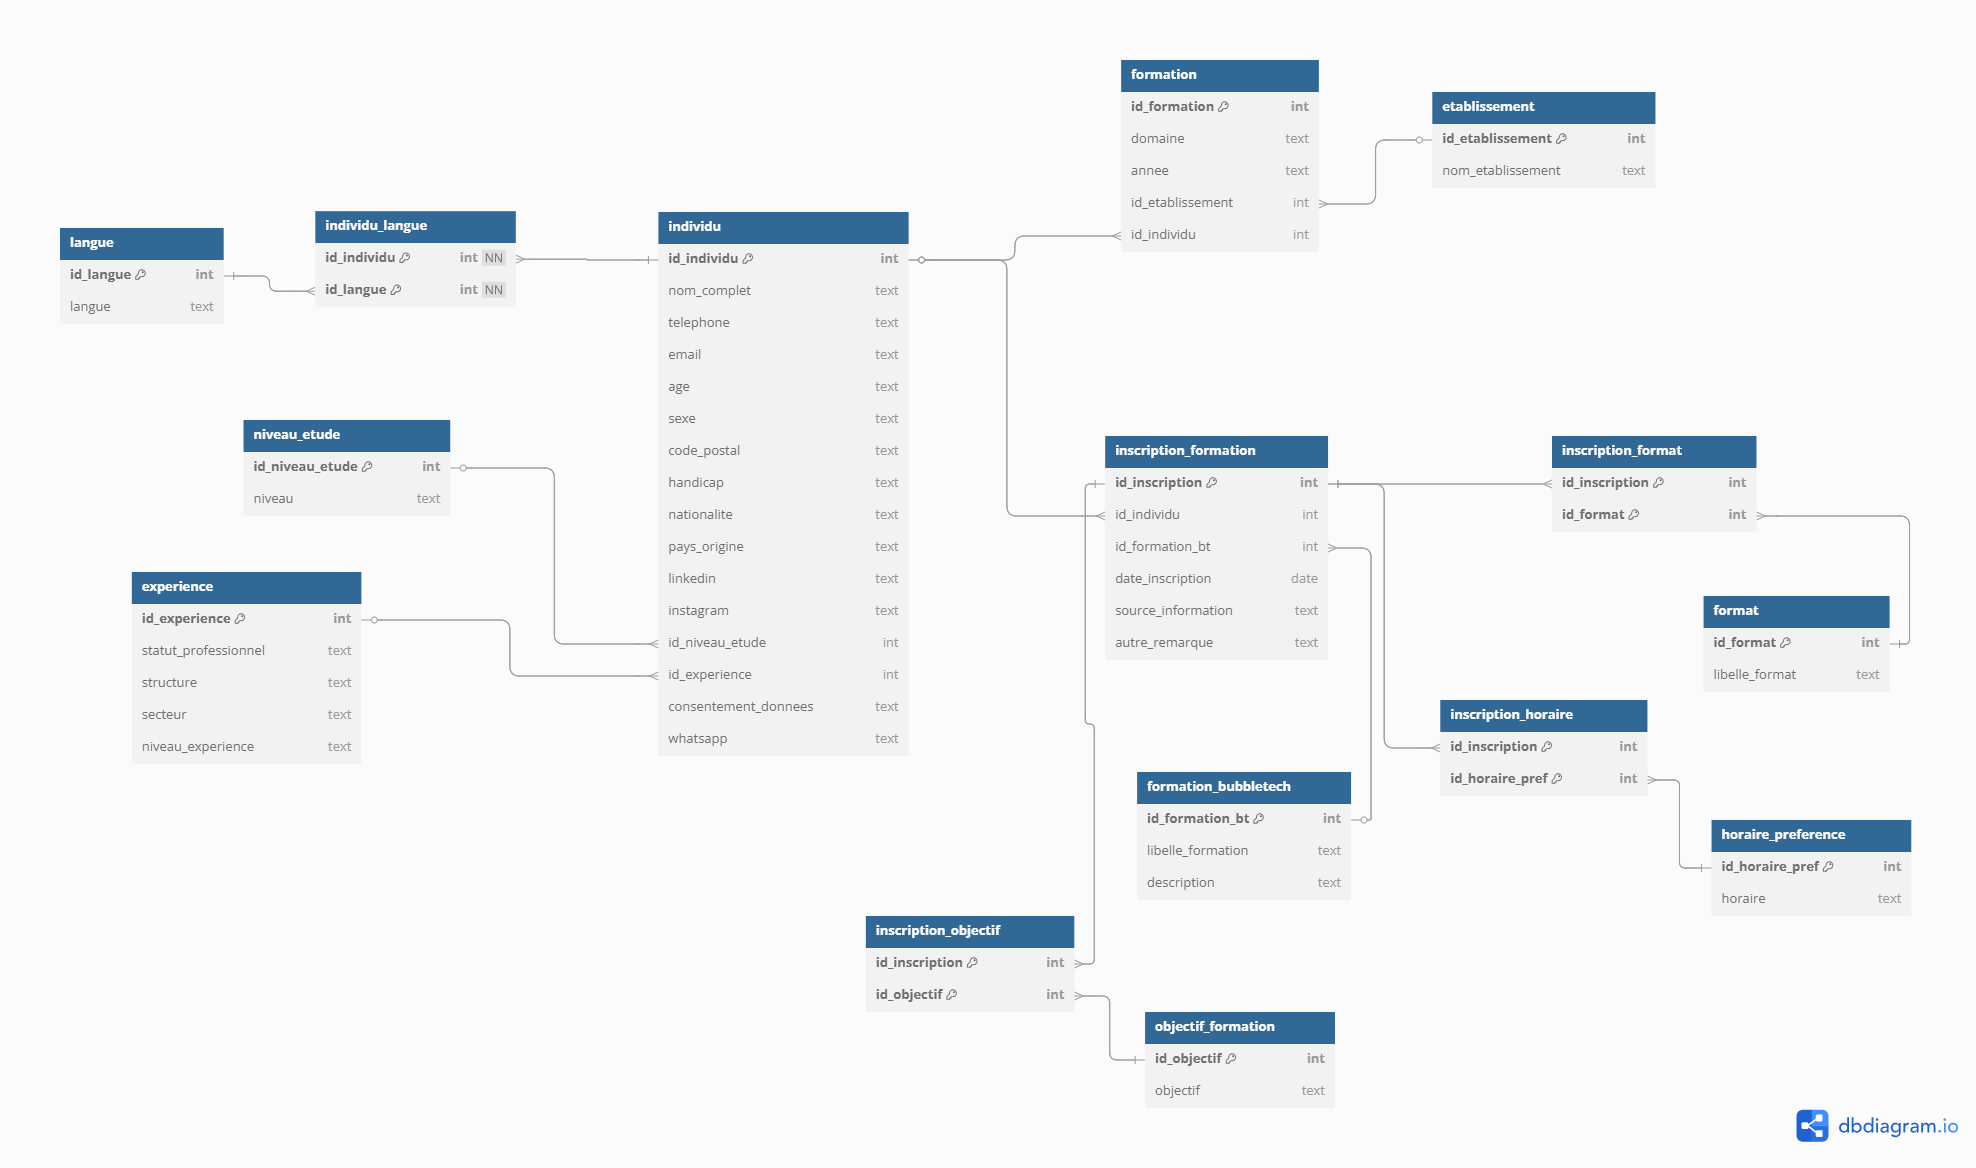 formation
id_formation int
domaine text
annee text
id_etablissement int
id_individu int
etablissement
id_etablissement int
nom_etablissement text
langue
id_langue int
langue text
individu_langue
id_individu int NN
id_langue int NN
individu
id_individu int
nom_complet text
telephone text
email text
age text
sexe text
code_postal text
handicap text
nationalite text
pays_origine text
linkedin text
instagram text
id_niveau_etude int
id_experience int
consentement_donnees text
whatsapp text
niveau_etude
id_niveau_etude int
niveau text
experience
id_experience int
statut_professionnel text
structure text
secteur text
niveau_experience text
inscription_formation
id_inscription int
id_individu int
id_formation_bt int
date_inscription date
source_information text
autre_remarque text
inscription_format
id_inscription int
id_format int
format
id_format int
libelle_format text
inscription_horaire
id_inscription int
id_horaire_pref int
formation_bubbletech
id_formation_bt int
libelle_formation text
description text
horaire_preference
id_horaire_pref int
horaire text
inscription_objectif
id_inscription int
id_objectif int
objectif_formation
id_objectif int
objectif text
dbdiagram.io